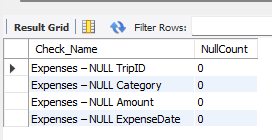 Result Grid Filter Rows:
Check_Name NullCount
Expenses – NULL TripID 0
Expenses – NULL Category 0
Expenses – NULL Amount 0
Expenses – NULL ExpenseDate 0